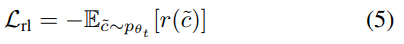 ℒ_rl = −𝔼_{c̃∼p_{θ_t}}[r(c̃)]    (5)